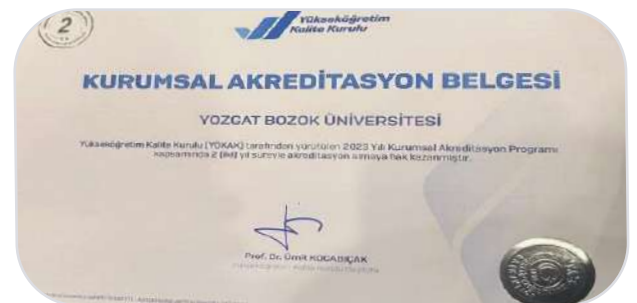 2
Yükseköğretim
Kalite Kurulu
KURUMSAL AKREDİTASYON BELGESİ
YOZGAT BOZOK ÜNİVERSİTESİ
Yükseköğretim Kalite Kurulu (YÖKAK) tarafından yürütülen 2023 Yılı Kurumsal Akreditasyon Programı
kapsamında 2 (iki) yıl süreyle akreditasyon almaya hak kazanmıştır.
Prof. Dr. Ümit KOCABIÇAK